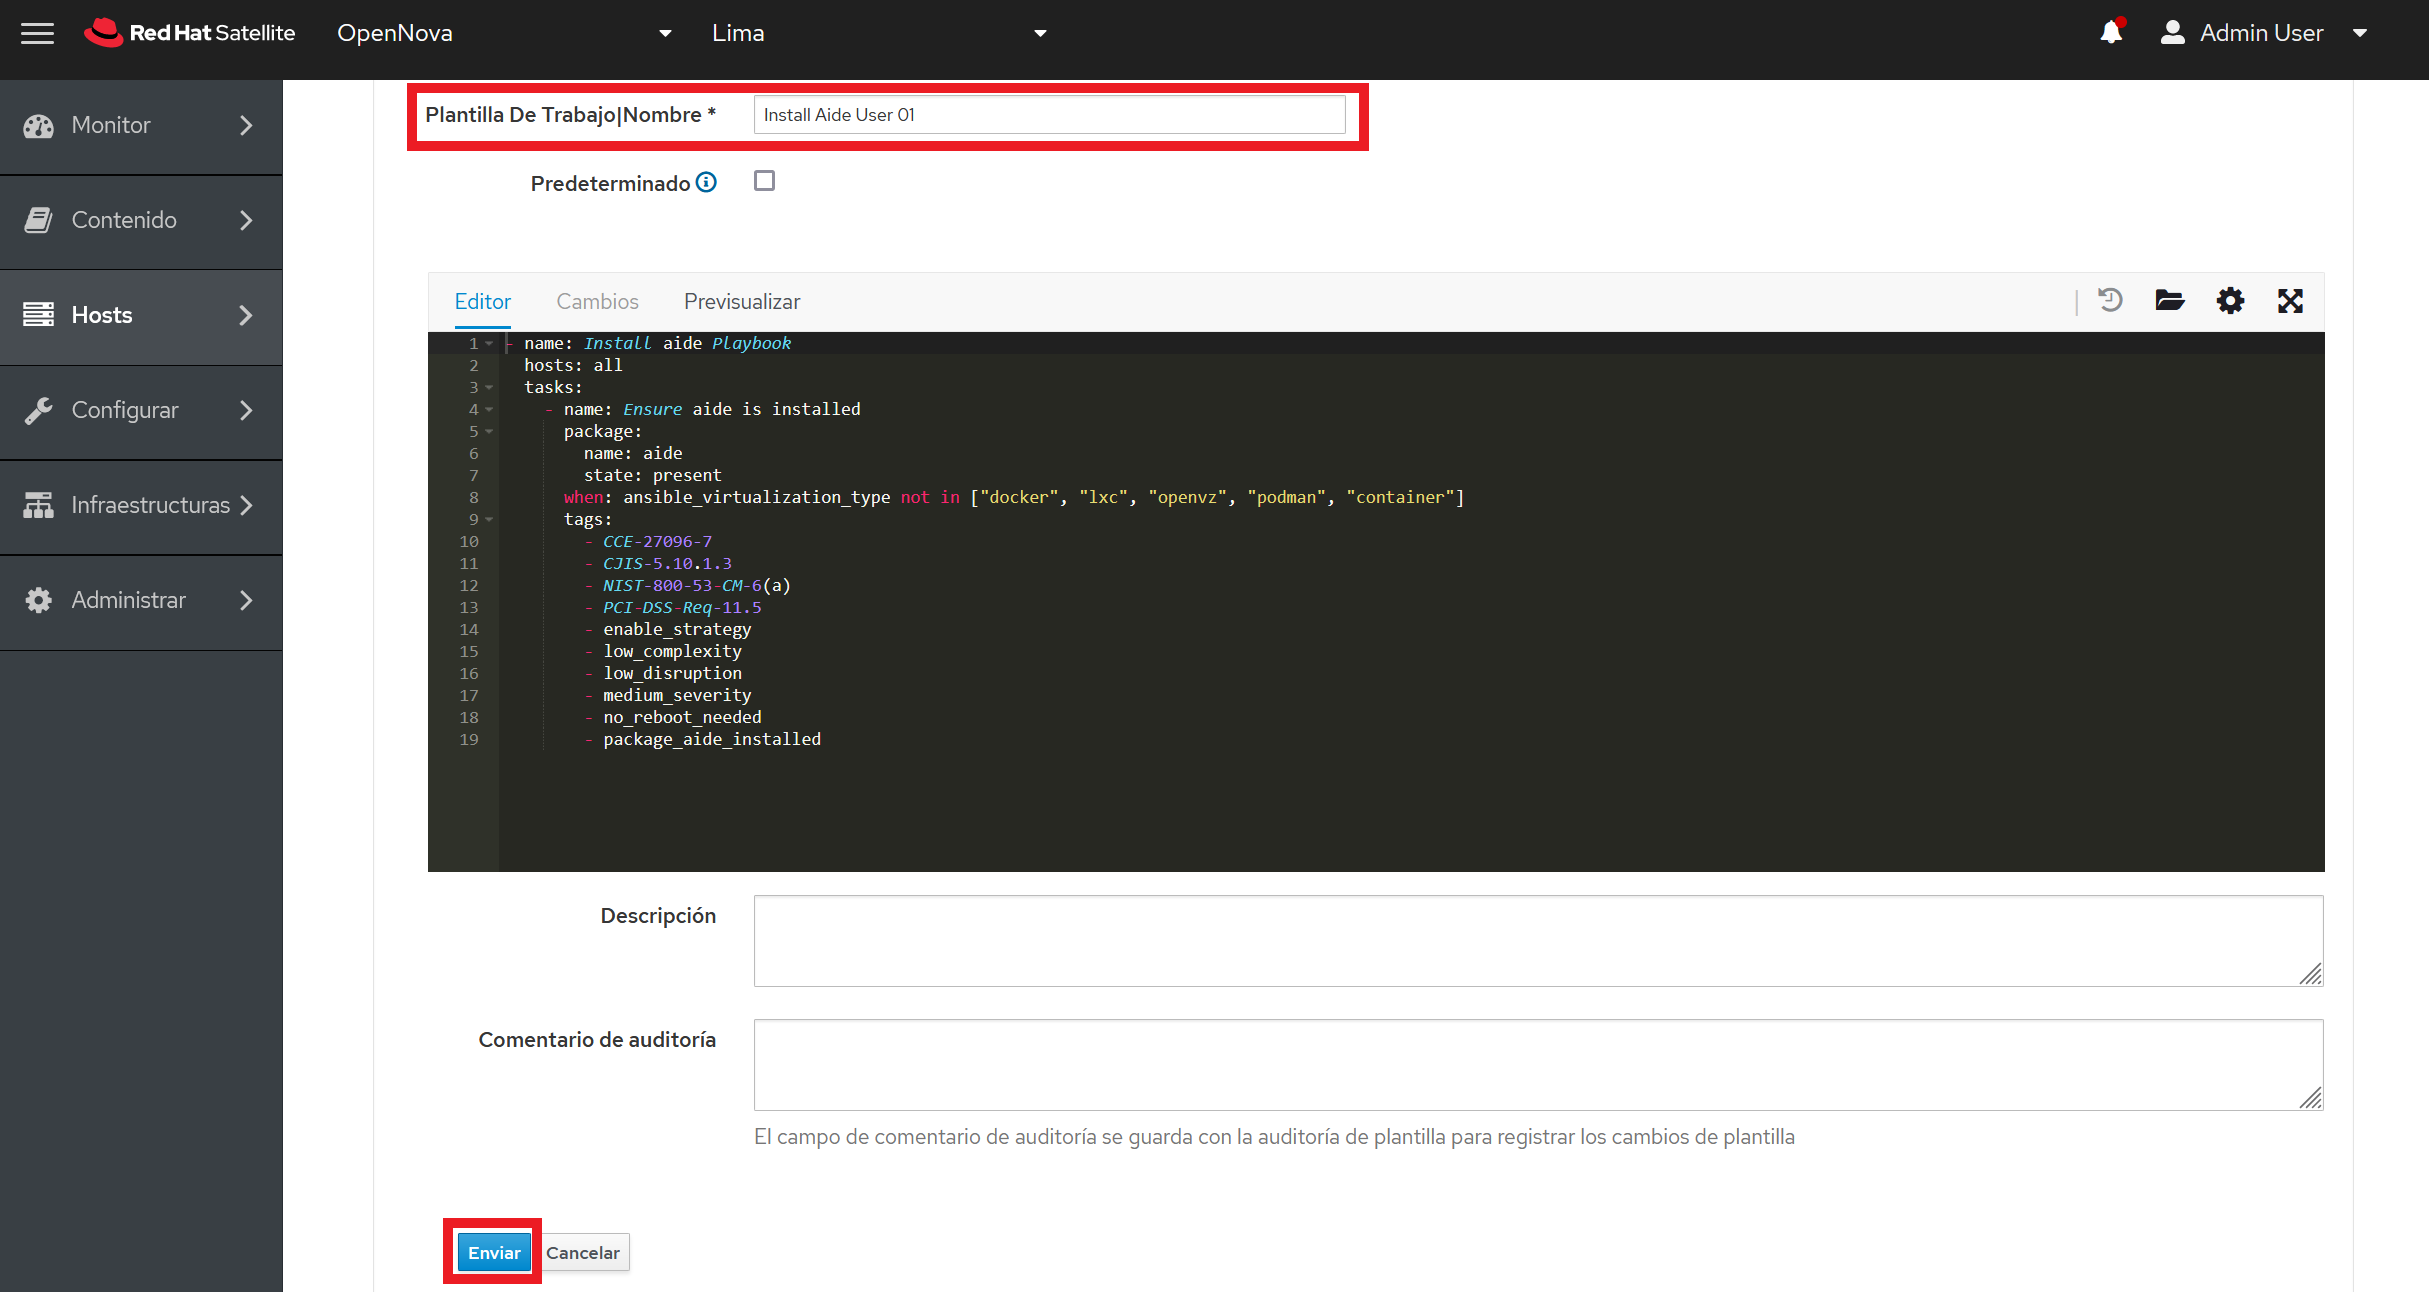 Red Hat Satellite
OpenNova
Lima
Admin User
Monitor
Contenido
Hosts
Configurar
Infraestructuras
Administrar
Plantilla De Trabajo|Nombre *
Install Aide User 01
Predeterminado
Editor
Cambios
Previsualizar
1 - name: Install aide Playbook
2 hosts: all
3 tasks:
4 - name: Ensure aide is installed
5 package:
6 name: aide
7 state: present
8 when: ansible_virtualization_type not in ["docker", "lxc", "openvz", "podman", "container"]
9 tags:
10 - CCE-27096-7
11 - CJIS-5.10.1.3
12 - NIST-800-53-CM-6(a)
13 - PCI-DSS-Req-11.5
14 - enable_strategy
15 - low_complexity
16 - low_disruption
17 - medium_severity
18 - no_reboot_needed
19 - package_aide_installed
Descripción
Comentario de auditoría
El campo de comentario de auditoría se guarda con la auditoría de plantilla para registrar los cambios de plantilla
Enviar
Cancelar